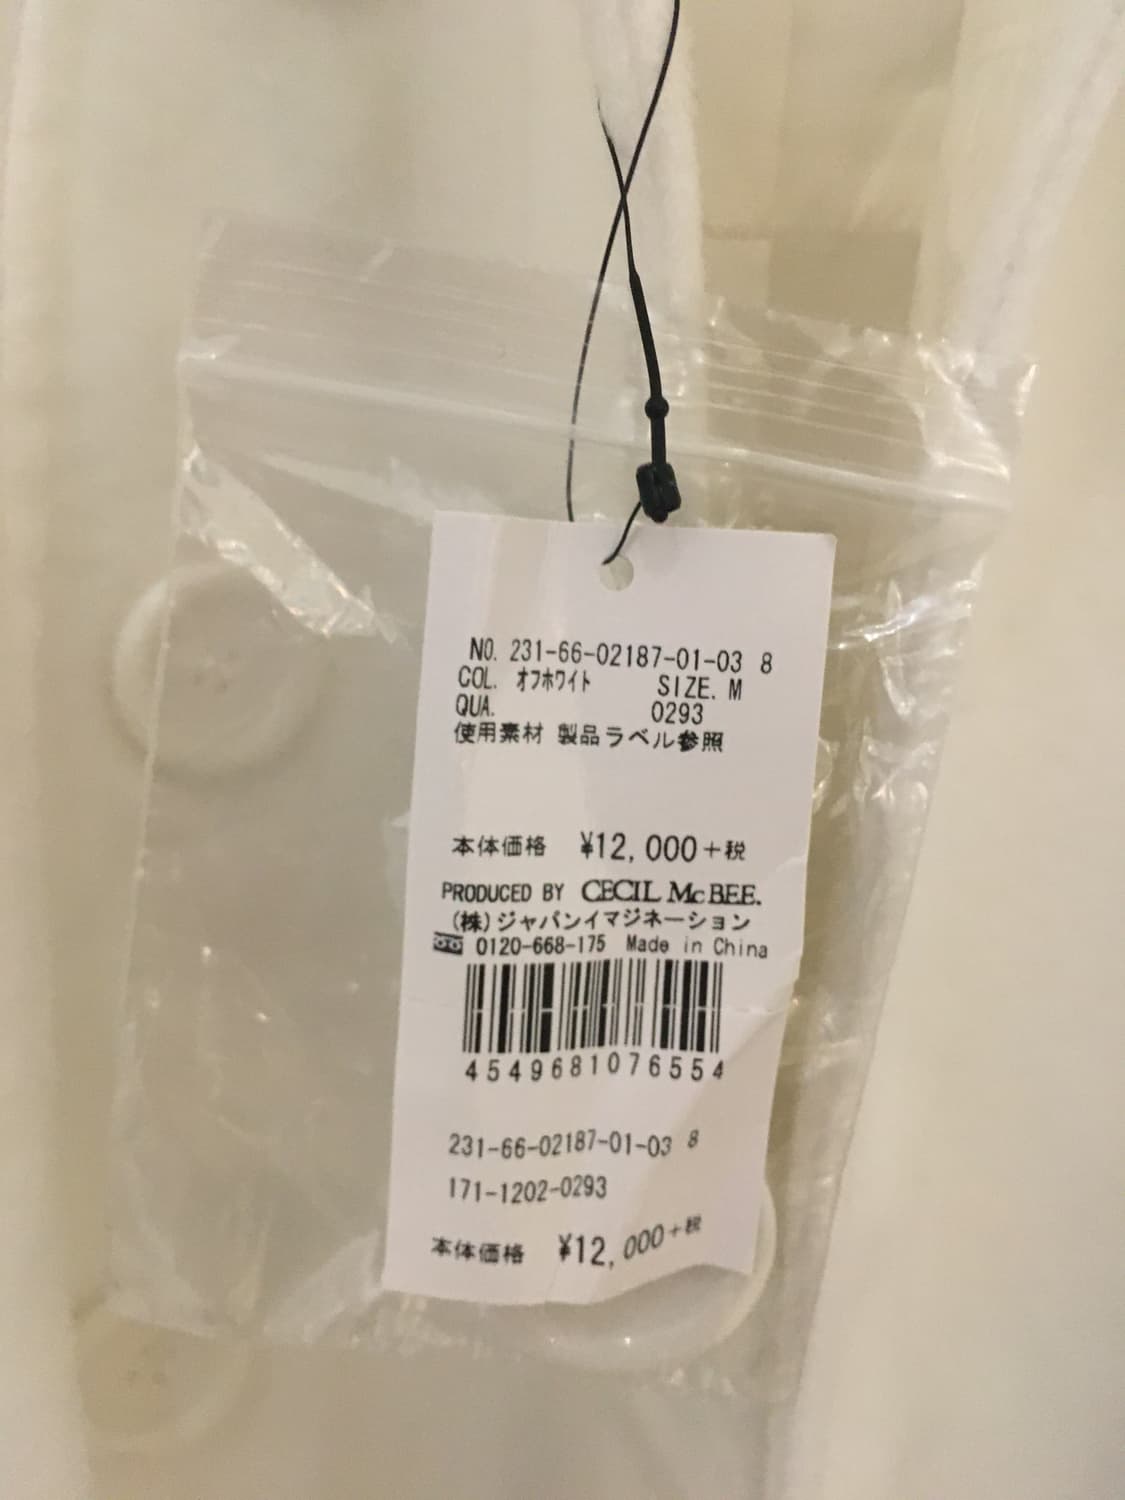 NO. 231-66-02187-01-03 8
COL. オフホワイト SIZE. M
QUA. 0293
使用素材 製品ラベル参照
本体価格 ¥12,000+税
PRODUCED BY CECIL McBEE.
(株)ジャパンイマジネーション
0120-668-175 Made in China
4549681076554
231-66-02187-01-03 8
171-1202-0293
本体価格 ¥12,000+税